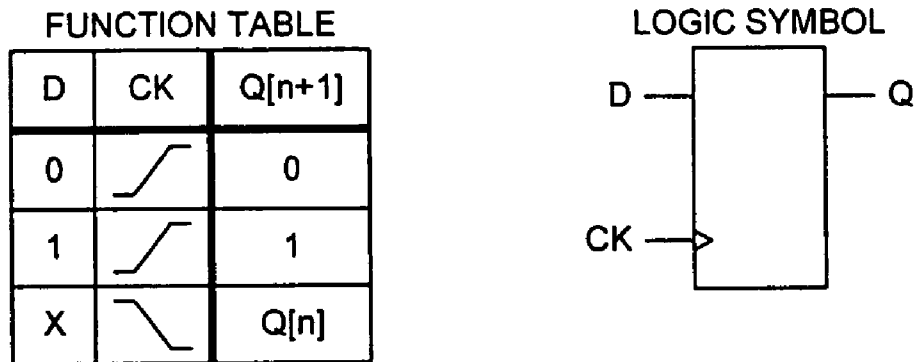 FUNCTION TABLE
D CK Q[n+1]
0 0
1 1
X Q[n]
LOGIC SYMBOL
D Q
CK